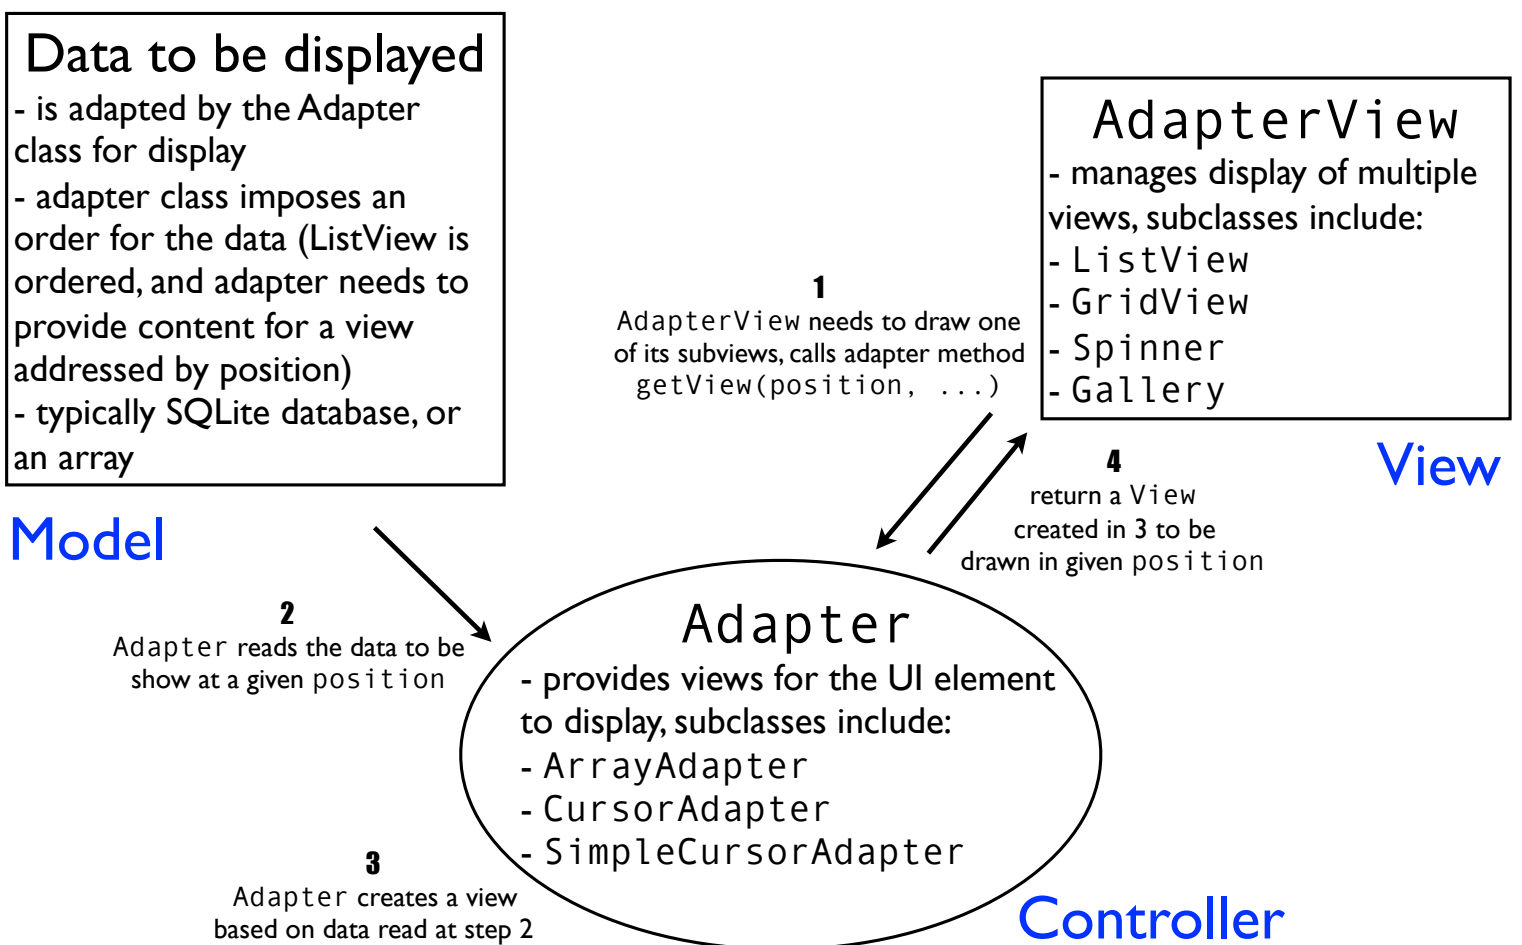 Data to be displayed
- is adapted by the Adapter
class for display
- adapter class imposes an
order for the data (ListView is
ordered, and adapter needs to
provide content for a view
addressed by position)
- typically SQLite database, or
an array
Model
AdapterView
- manages display of multiple
views, subclasses include:
- ListView
- GridView
- Spinner
- Gallery
View
1
AdapterView needs to draw one
of its subviews, calls adapter method
getView(position, ...)
2
Adapter reads the data to be
show at a given position
3
Adapter creates a view
based on data read at step 2
4
return a View
created in 3 to be
drawn in given position
Adapter
- provides views for the UI element
to display, subclasses include:
- ArrayAdapter
- CursorAdapter
- SimpleCursorAdapter
Controller